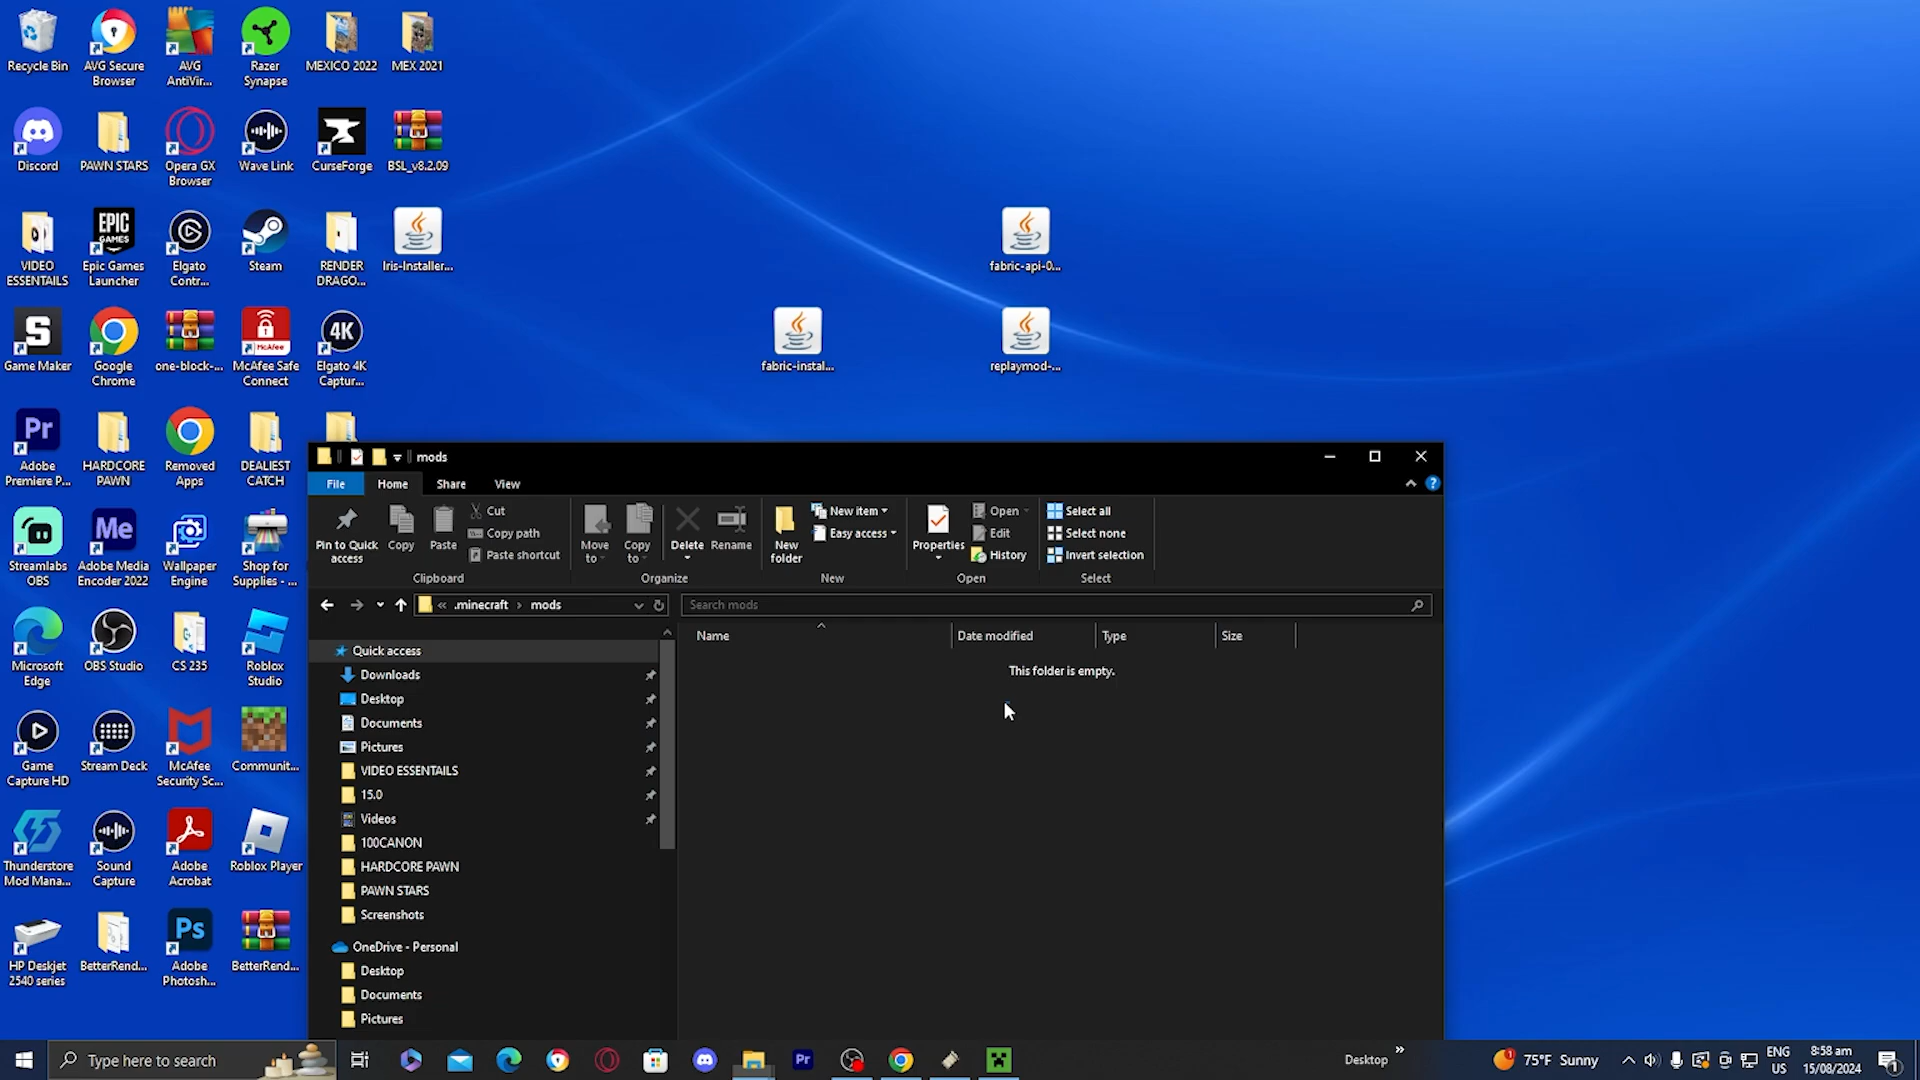 Recycle Bin
AVG Secure
Browser
AVG
AntiVir...
Razer
Synapse
MEXICO 2022
MEX 2021
Discord
PAWN STARS
Opera GX
Browser
Wave Link
CurseForge
BSL_v8.2.09
VIDEO
ESSENTAILS
EPIC
GAMES
Epic Games
Launcher
Elgato
Contr...
Steam
RENDER
DRAGO...
Iris-Installer...
fabric-api-0...
Game Maker
Google
Chrome
one-block-...
McAfee
McAfee Safe
Connect
4K
Elgato 4K
Captur...
fabric-instal...
replaymod-...
Pr
Adobe
Premiere P...
HARDCORE
PAWN
Removed
Apps
DEALIEST
CATCH
Streamlabs
OBS
Me
Adobe Media
Encoder 2022
Wallpaper
Engine
Shop for
Supplies - ...
Microsoft
Edge
OBS Studio
CS 235
Roblox
Studio
Game
Capture HD
Stream Deck
McAfee
Security Sc...
Communit...
Thunderstore
Mod Mana...
Sound
Capture
Adobe
Acrobat
Roblox Player
HP Deskjet
2540 series
BetterRend...
Ps
Adobe
Photosh...
BetterRend...
mods
File
Home
Share
View
Pin to Quick
access
Copy
Paste
Cut
Copy path
Paste shortcut
Clipboard
Move
to
Copy
to
Delete
Rename
Organize
New
folder
New item
Easy access
New
Properties
Open
Edit
History
Open
Select all
Select none
Invert selection
Select
« .minecraft › mods
Search mods
Name
Date modified
Type
Size
This folder is empty.
Quick access
Downloads
Desktop
Documents
Pictures
VIDEO ESSENTAILS
15.0
Videos
100CANON
HARDCORE PAWN
PAWN STARS
Screenshots
OneDrive - Personal
Desktop
Documents
Pictures
Type here to search
Pr
Desktop »
1
75°F Sunny
ENG
US
8:58 am
15/08/2024
1